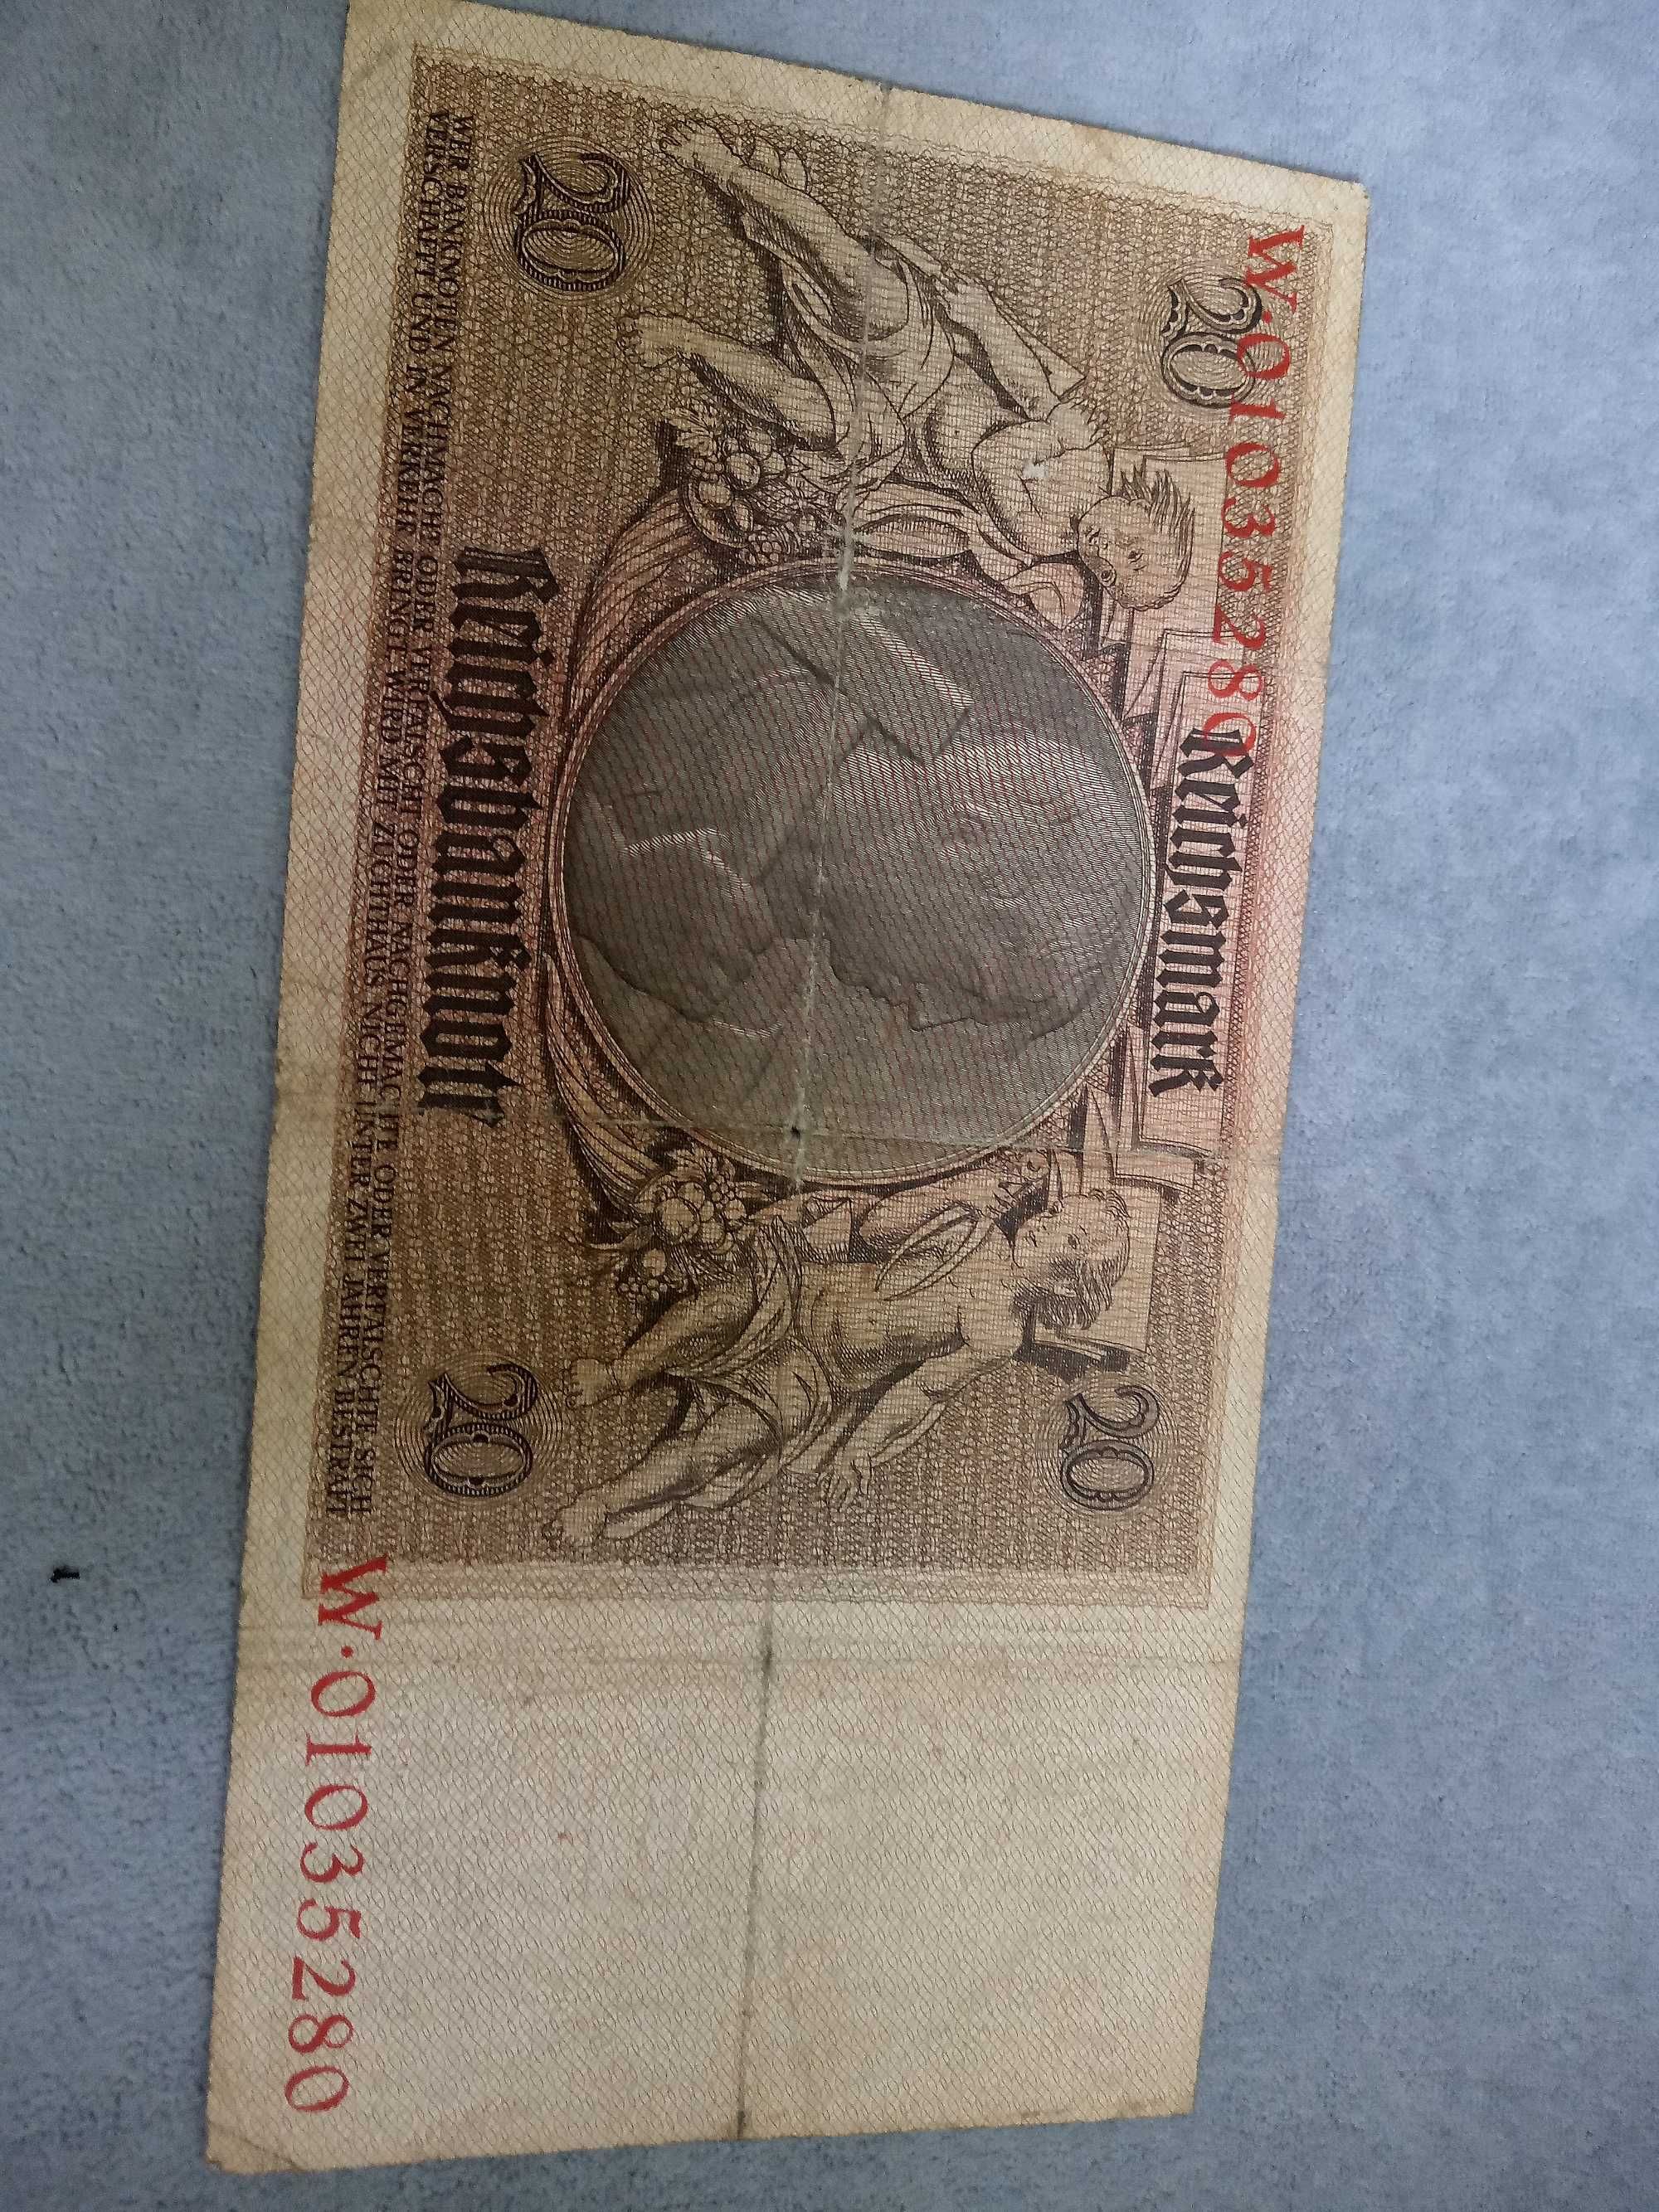 W·01035280
20 20
Reichsmark
Reichsbanknote
20 20
WER BANKNOTEN NACHMACHT ODER VERFÄLSCHT ODER NACHGEMACHTE ODER VERFÄLSCHTE SICH
VERSCHAFFT UND IN VERKEHR BRINGT, WIRD MIT ZUCHTHAUS NICHT UNTER ZWEI JAHREN BESTRAFT
W·01035280